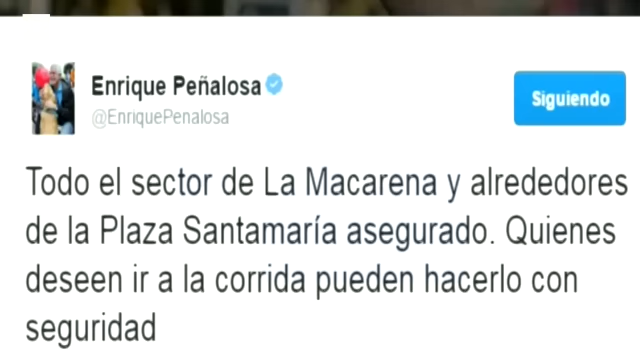 Enrique Peñalosa
@EnriquePenalosa
Siguiendo
Todo el sector de La Macarena y alrededores
de la Plaza Santamaría asegurado. Quienes
deseen ir a la corrida pueden hacerlo con
seguridad